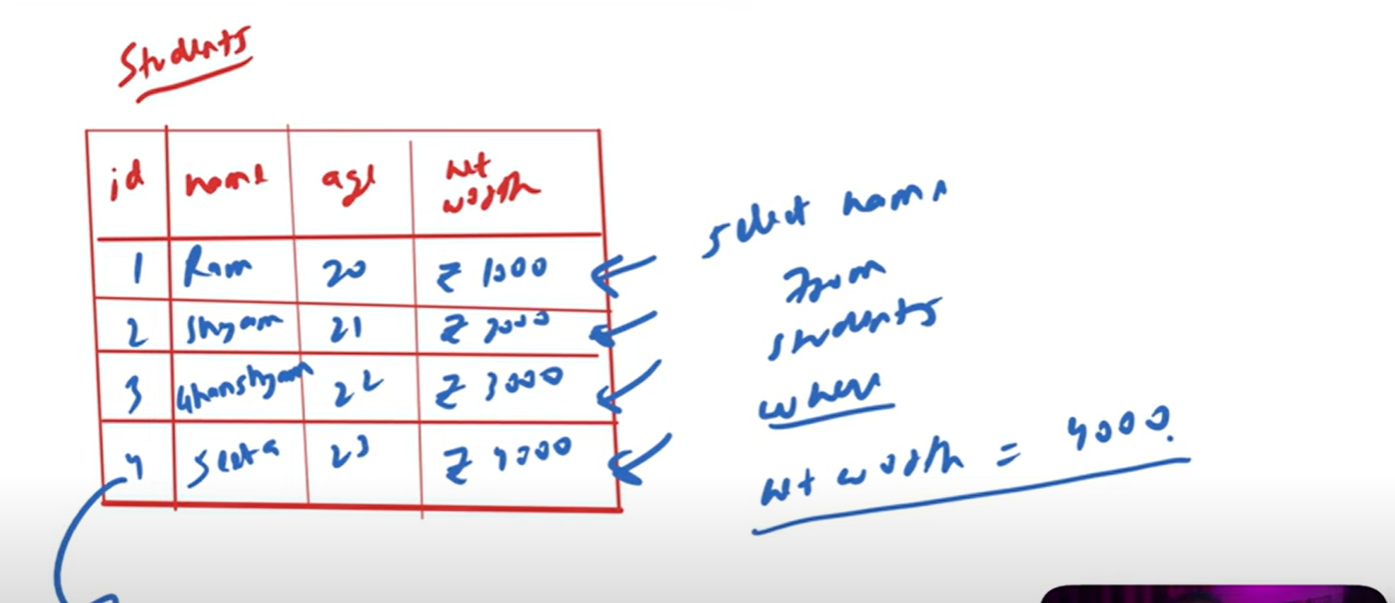 Students
id name age net worth
1 Ram 20 ₹ 1000
2 Shyam 21 ₹ 2000
3 Ghanshyam 22 ₹ 3000
4 Seeta 23 ₹ 4000
select name
from
students
where
net worth = 4000